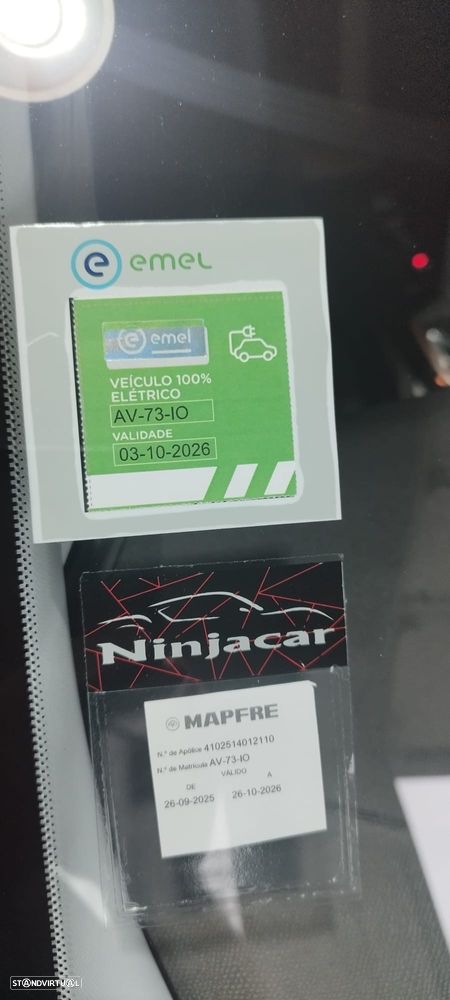 e emel
e emel
VEÍCULO 100%
ELÉTRICO
AV-73-IO
VALIDADE
03-10-2026
Ninjacar
MAPFRE
N.º de Apólice 4102514012110
N.º de Matrícula AV-73-IO
VÁLIDO
DE A
26-09-2025 26-10-2026
STANDVIRTUAL